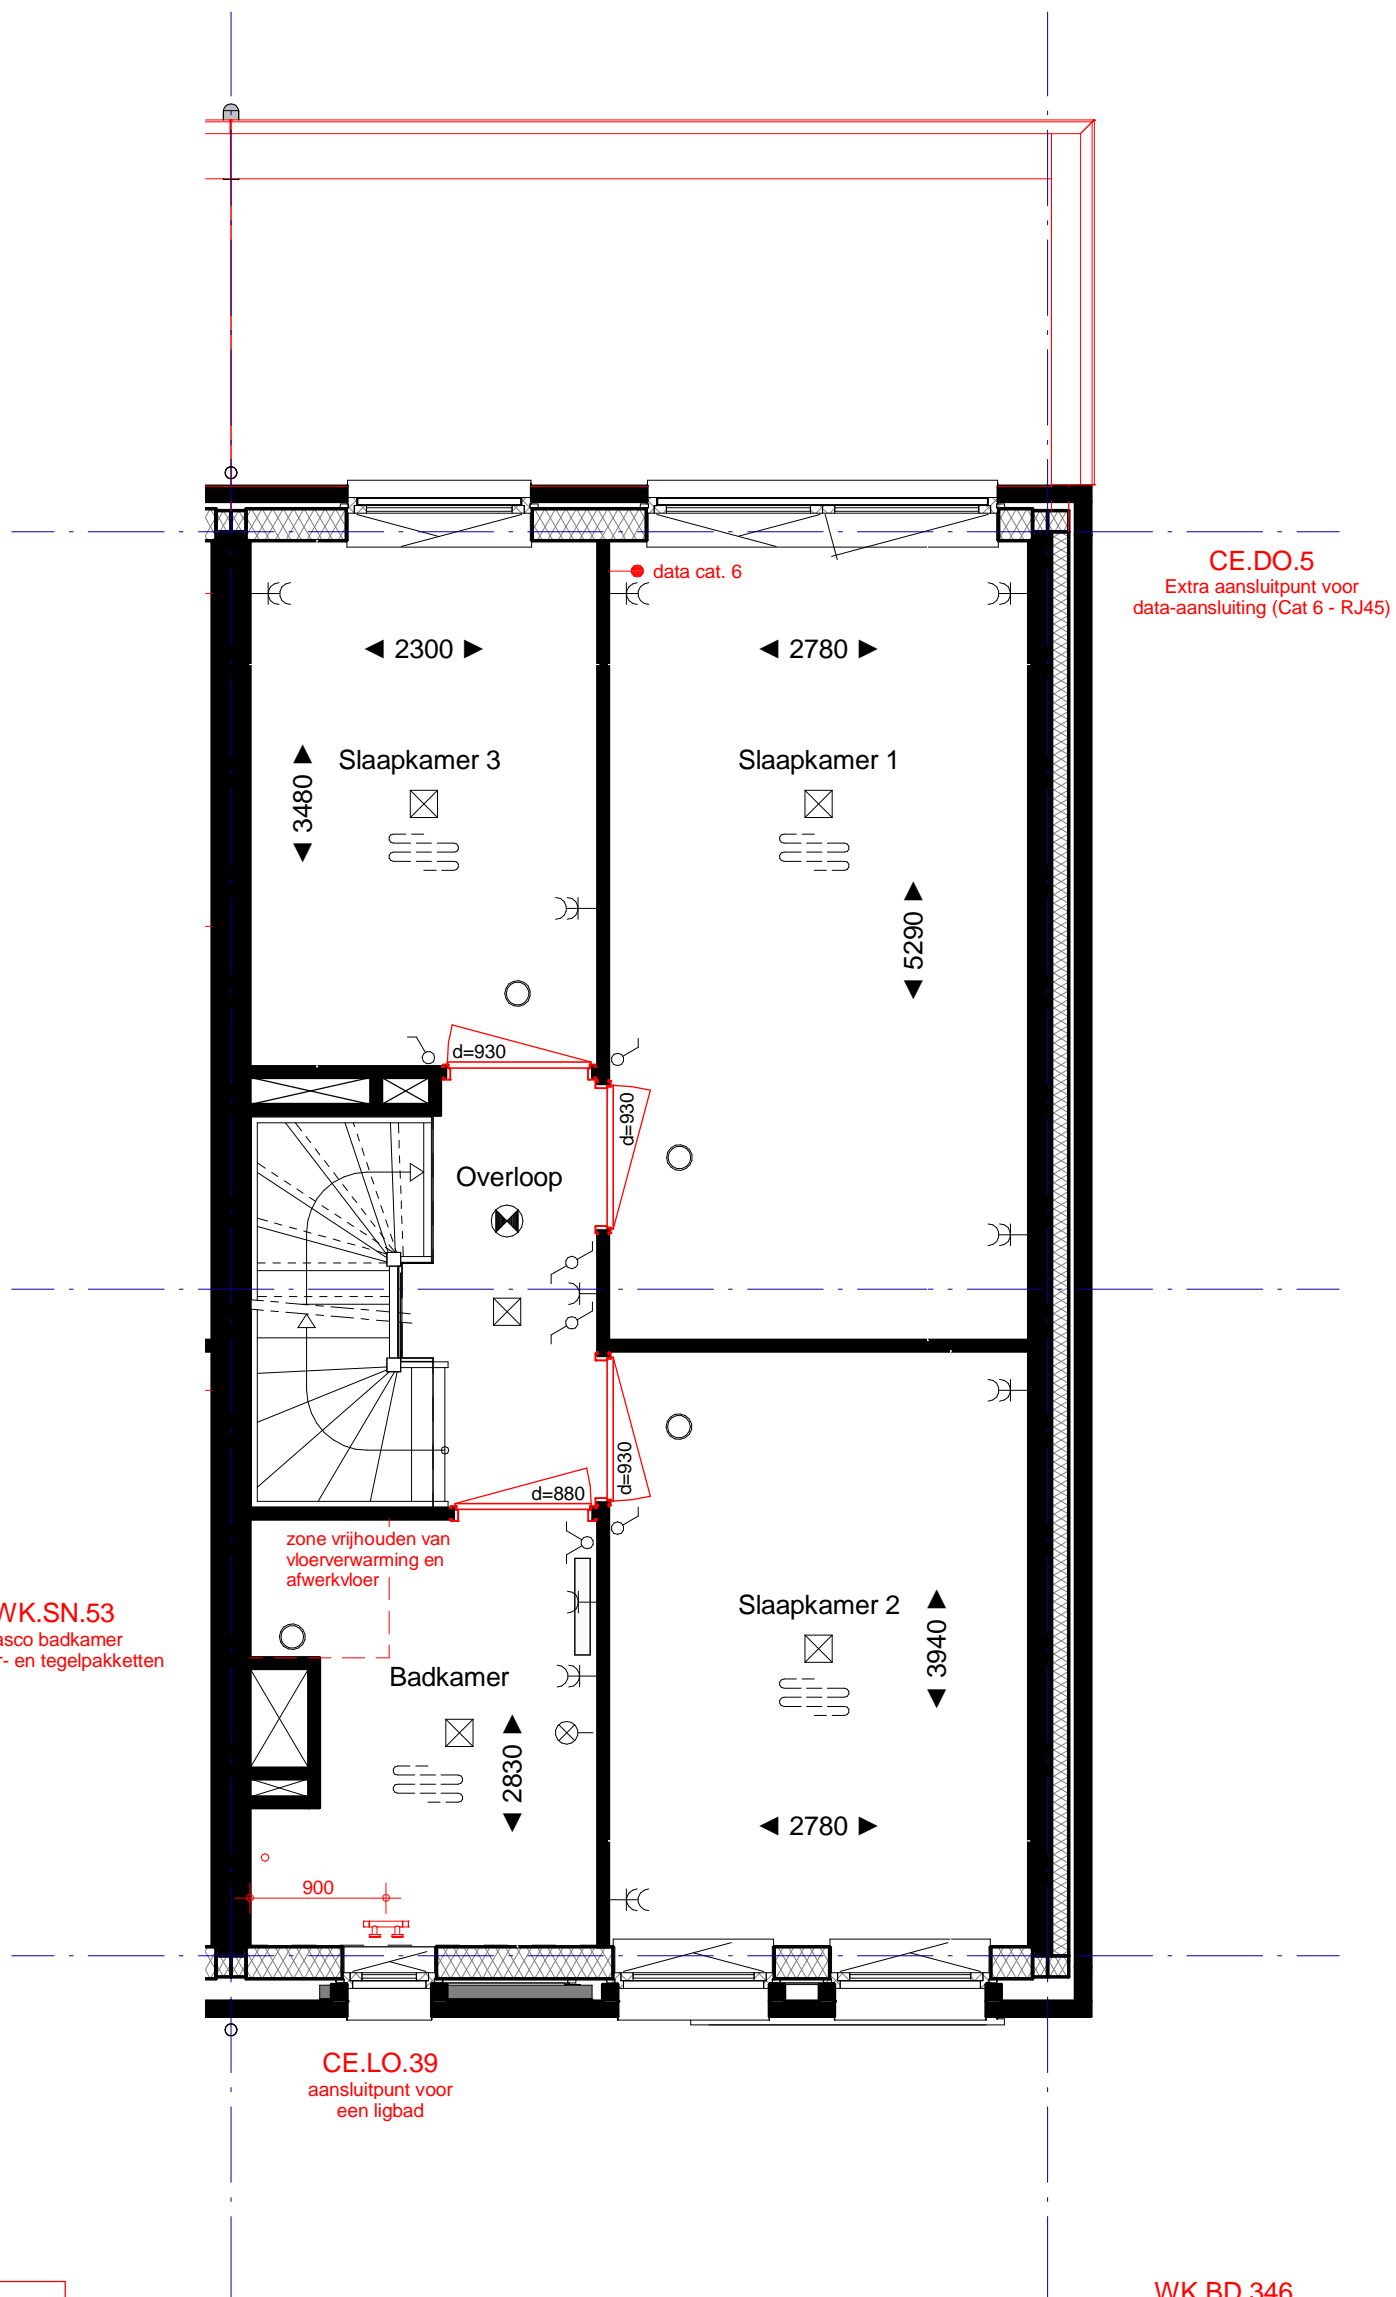 CE.DO.5
Extra aansluitpunt voor
data-aansluiting (Cat 6 - RJ45)
data cat. 6
2300
2780
Slaapkamer 3
Slaapkamer 1
3480
5290
d=930
d=930
Overloop
d=930
d=880
zone vrijhouden van
vloerverwarming en
afwerkvloer
WK.SN.53
asco badkamer
r- en tegelpakketten
Slaapkamer 2
3940
Badkamer
2830
2780
900
CE.LO.39
aansluitpunt voor
een ligbad
WK.BD.346